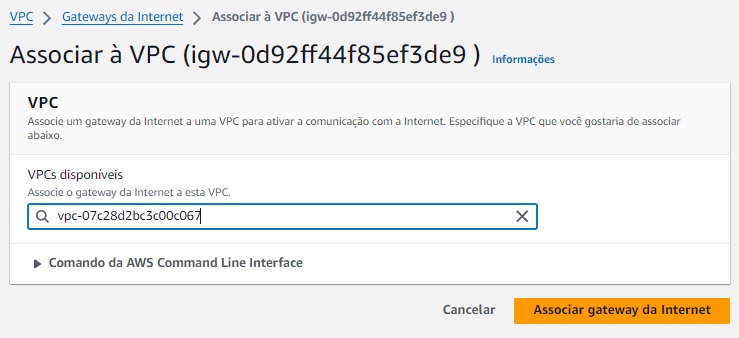 VPC > Gateways da Internet > Associar à VPC (igw-0d92ff44f85ef3de9 )
Associar à VPC (igw-0d92ff44f85ef3de9 ) Informações
VPC
Associe um gateway da Internet a uma VPC para ativar a comunicação com a Internet. Especifique a VPC que você gostaria de associar
abaixo.
VPCs disponíveis
Associe o gateway da Internet a esta VPC.
vpc-07c28d2bc3c00c067
Comando da AWS Command Line Interface
Cancelar Associar gateway da Internet